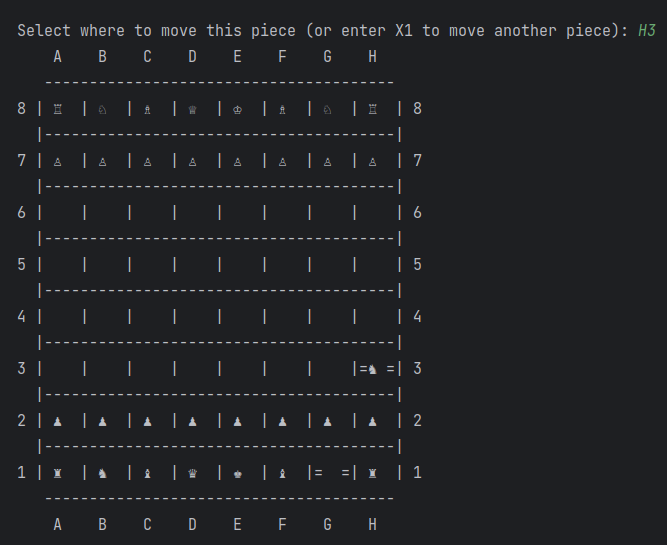 Select where to move this piece (or enter X1 to move another piece): H3
    A    B    C    D    E    F    G    H
   ---------------------------------------
8 | ♖  | ♘  | ♗  | ♕  | ♔  | ♗  | ♘  | ♖  | 8
  |---------------------------------------|
7 | ♙  | ♙  | ♙  | ♙  | ♙  | ♙  | ♙  | ♙  | 7
  |---------------------------------------|
6 |    |    |    |    |    |    |    |    | 6
  |---------------------------------------|
5 |    |    |    |    |    |    |    |    | 5
  |---------------------------------------|
4 |    |    |    |    |    |    |    |    | 4
  |---------------------------------------|
3 |    |    |    |    |    |    |    |=♞ =| 3
  |---------------------------------------|
2 | ♟  | ♟  | ♟  | ♟  | ♟  | ♟  | ♟  | ♟  | 2
  |---------------------------------------|
1 | ♜  | ♞  | ♝  | ♛  | ♚  | ♝  |=  =| ♜  | 1
   ---------------------------------------
    A    B    C    D    E    F    G    H